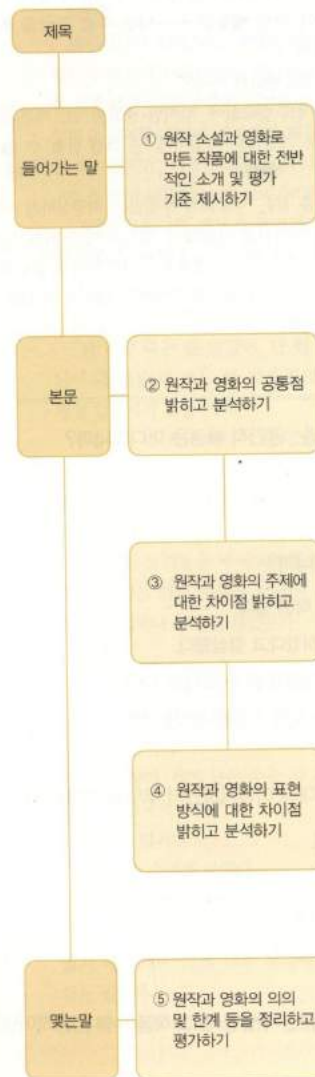 제목
들어가는 말
① 원작 소설과 영화로
만든 작품에 대한 전반
적인 소개 및 평가
기준 제시하기
본문
② 원작과 영화의 공통점
밝히고 분석하기
③ 원작과 영화의 주제에
대한 차이점 밝히고
분석하기
④ 원작과 영화의 표현
방식에 대한 차이점
밝히고 분석하기
맺는말
⑤ 원작과 영화의 의의
및 한계 등을 정리하고
평가하기